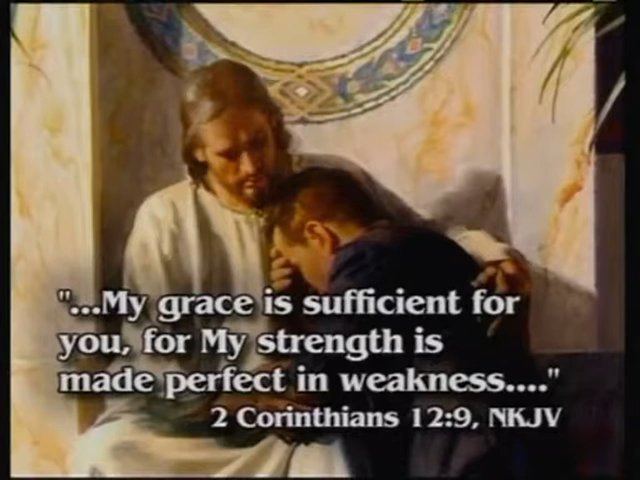 "...My grace is sufficient for
you, for My strength is
made perfect in weakness...."
2 Corinthians 12:9, NKJV